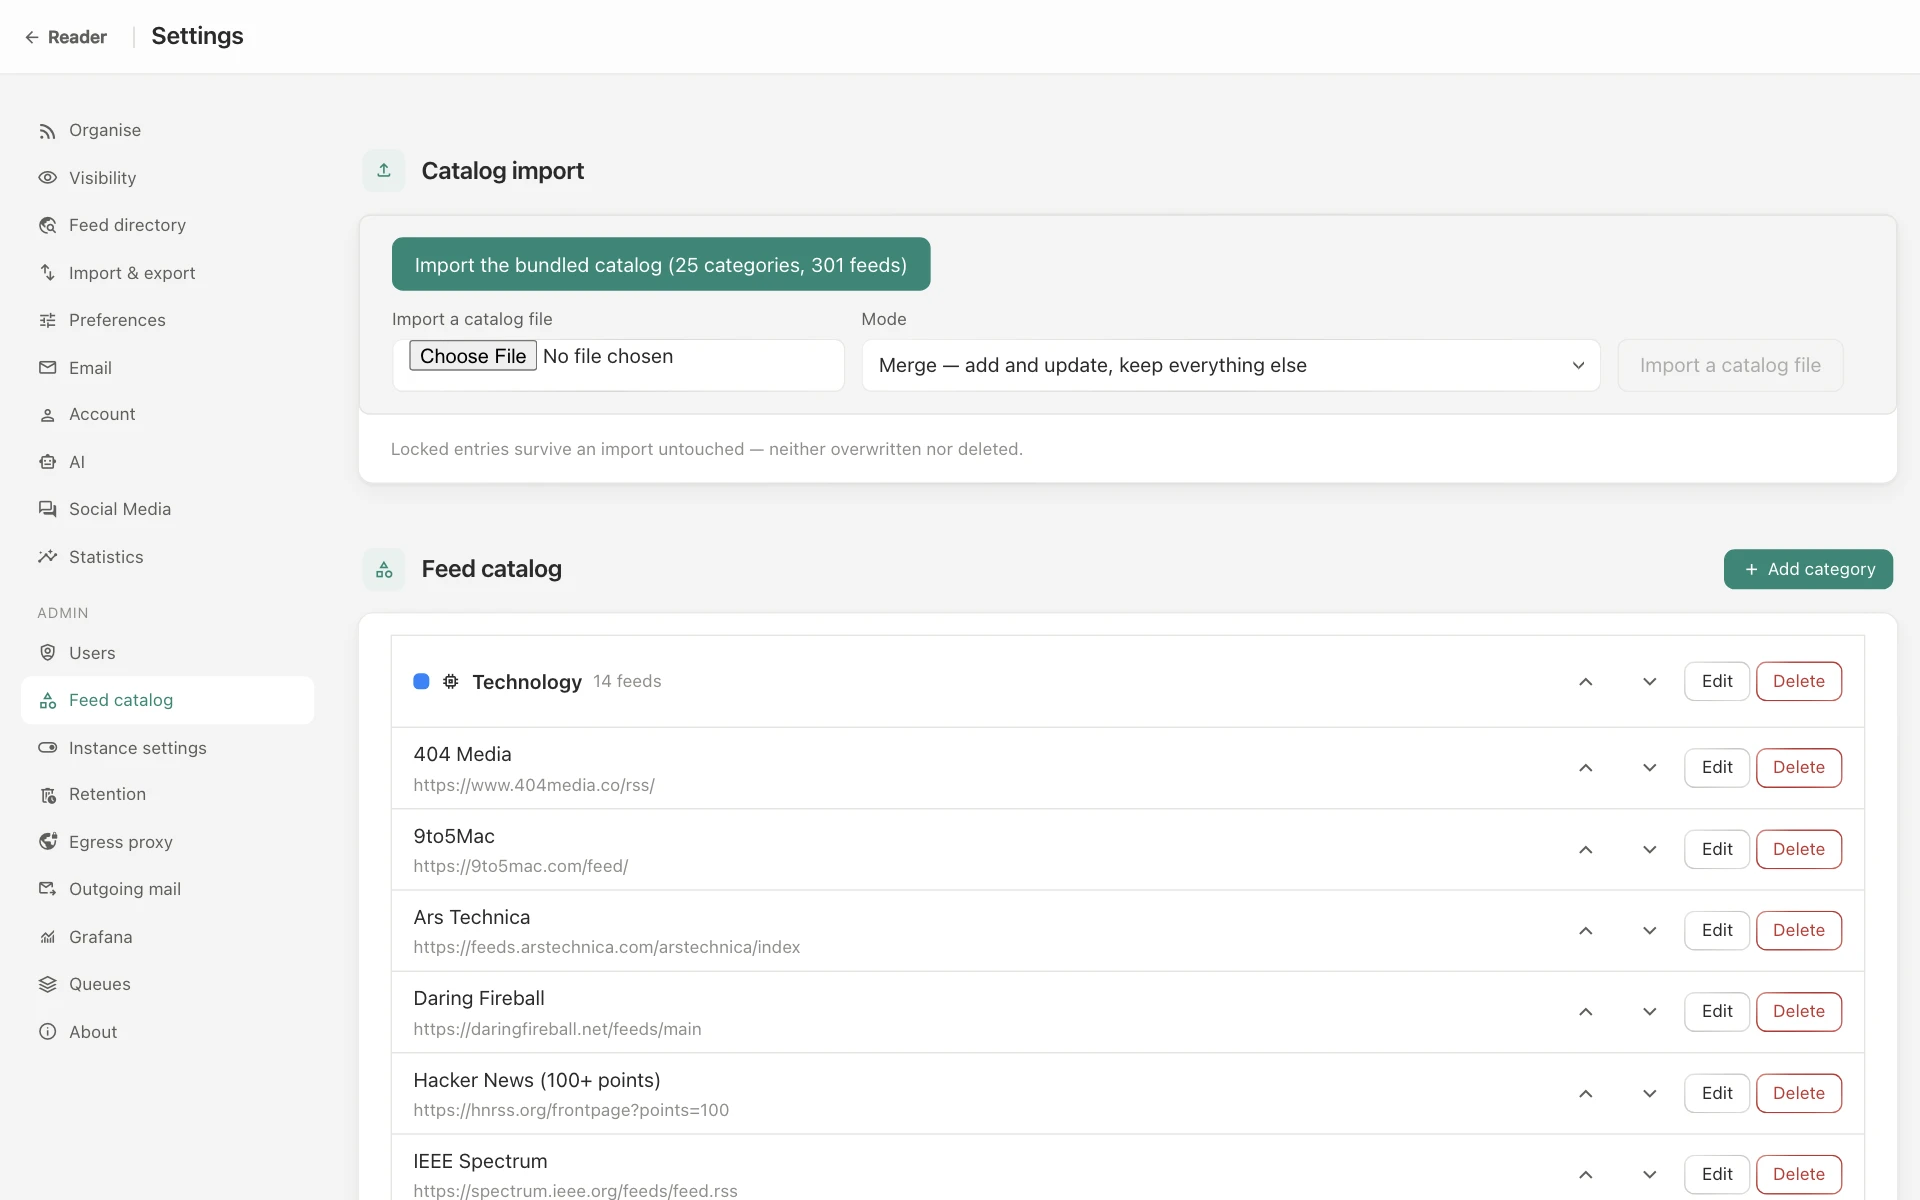 Reader
Settings
Organise
Visibility
Feed directory
Import & export
Preferences
Email
Account
AI
Social Media
Statistics
ADMIN
Users
Feed catalog
Instance settings
Retention
Egress proxy
Outgoing mail
Grafana
Queues
About
Catalog import
Import the bundled catalog (25 categories, 301 feeds)
Import a catalog file
Mode
Choose File No file chosen
Merge — add and update, keep everything else
Import a catalog file
Locked entries survive an import untouched — neither overwritten nor deleted.
Feed catalog
+ Add category
Technology 14 feeds
Edit Delete
404 Media
https://www.404media.co/rss/
Edit Delete
9to5Mac
https://9to5mac.com/feed/
Edit Delete
Ars Technica
https://feeds.arstechnica.com/arstechnica/index
Edit Delete
Daring Fireball
https://daringfireball.net/feeds/main
Edit Delete
Hacker News (100+ points)
https://hnrss.org/frontpage?points=100
Edit Delete
IEEE Spectrum
https://spectrum.ieee.org/feeds/feed.rss
Edit Delete